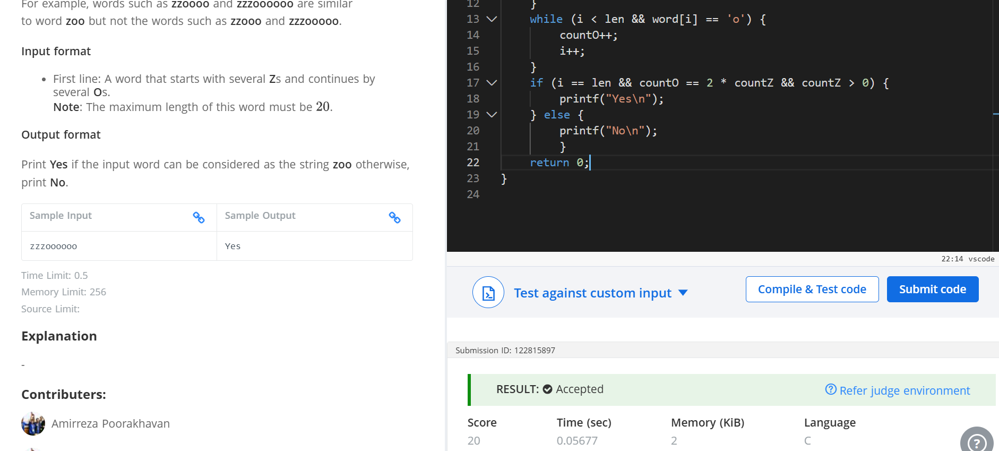 For example, words such as zzoooo and zzzoooooo are similar
to word zoo but not the words such as zzooo and zzzooooo.
Input format
• First line: A word that starts with several Zs and continues by
several Os.
Note: The maximum length of this word must be 20.
Output format
Print Yes if the input word can be considered as the string zoo otherwise,
print No.
Sample Input
Sample Output
zzzoooooo
Yes
Time Limit: 0.5
Memory Limit: 256
Source Limit:
Explanation
-
Contributers:
Amirreza Poorakhavan
12 }
13 while (i < len && word[i] == 'o') {
14 countO++;
15 i++;
16 }
17 if (i == len && countO == 2 * countZ && countZ > 0) {
18 printf("Yes\n");
19 } else {
20 printf("No\n");
21 }
22 return 0;
23 }
24
22:14 vscode
Test against custom input
Compile & Test code
Submit code
Submission ID: 122815897
RESULT: Accepted
? Refer judge environment
Score Time (sec) Memory (KiB) Language
20 0.05677 2 C
?